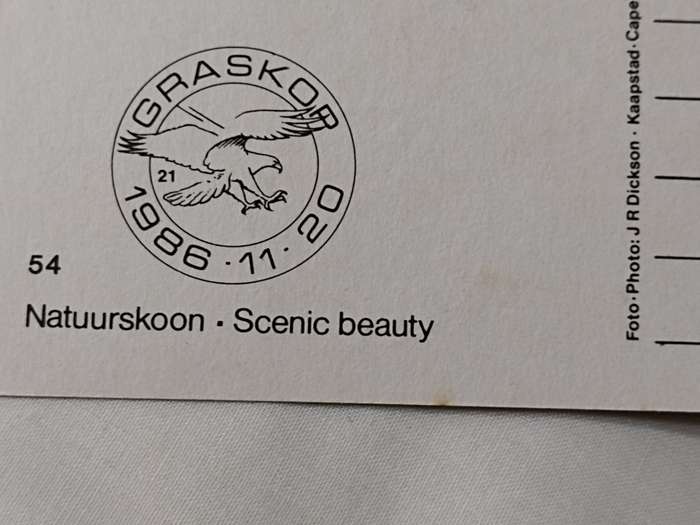 GRASKOP
21
1986·11·20
54
Natuurskoon · Scenic beauty
Foto·Photo: J R Dickson · Kaapstad·Cape